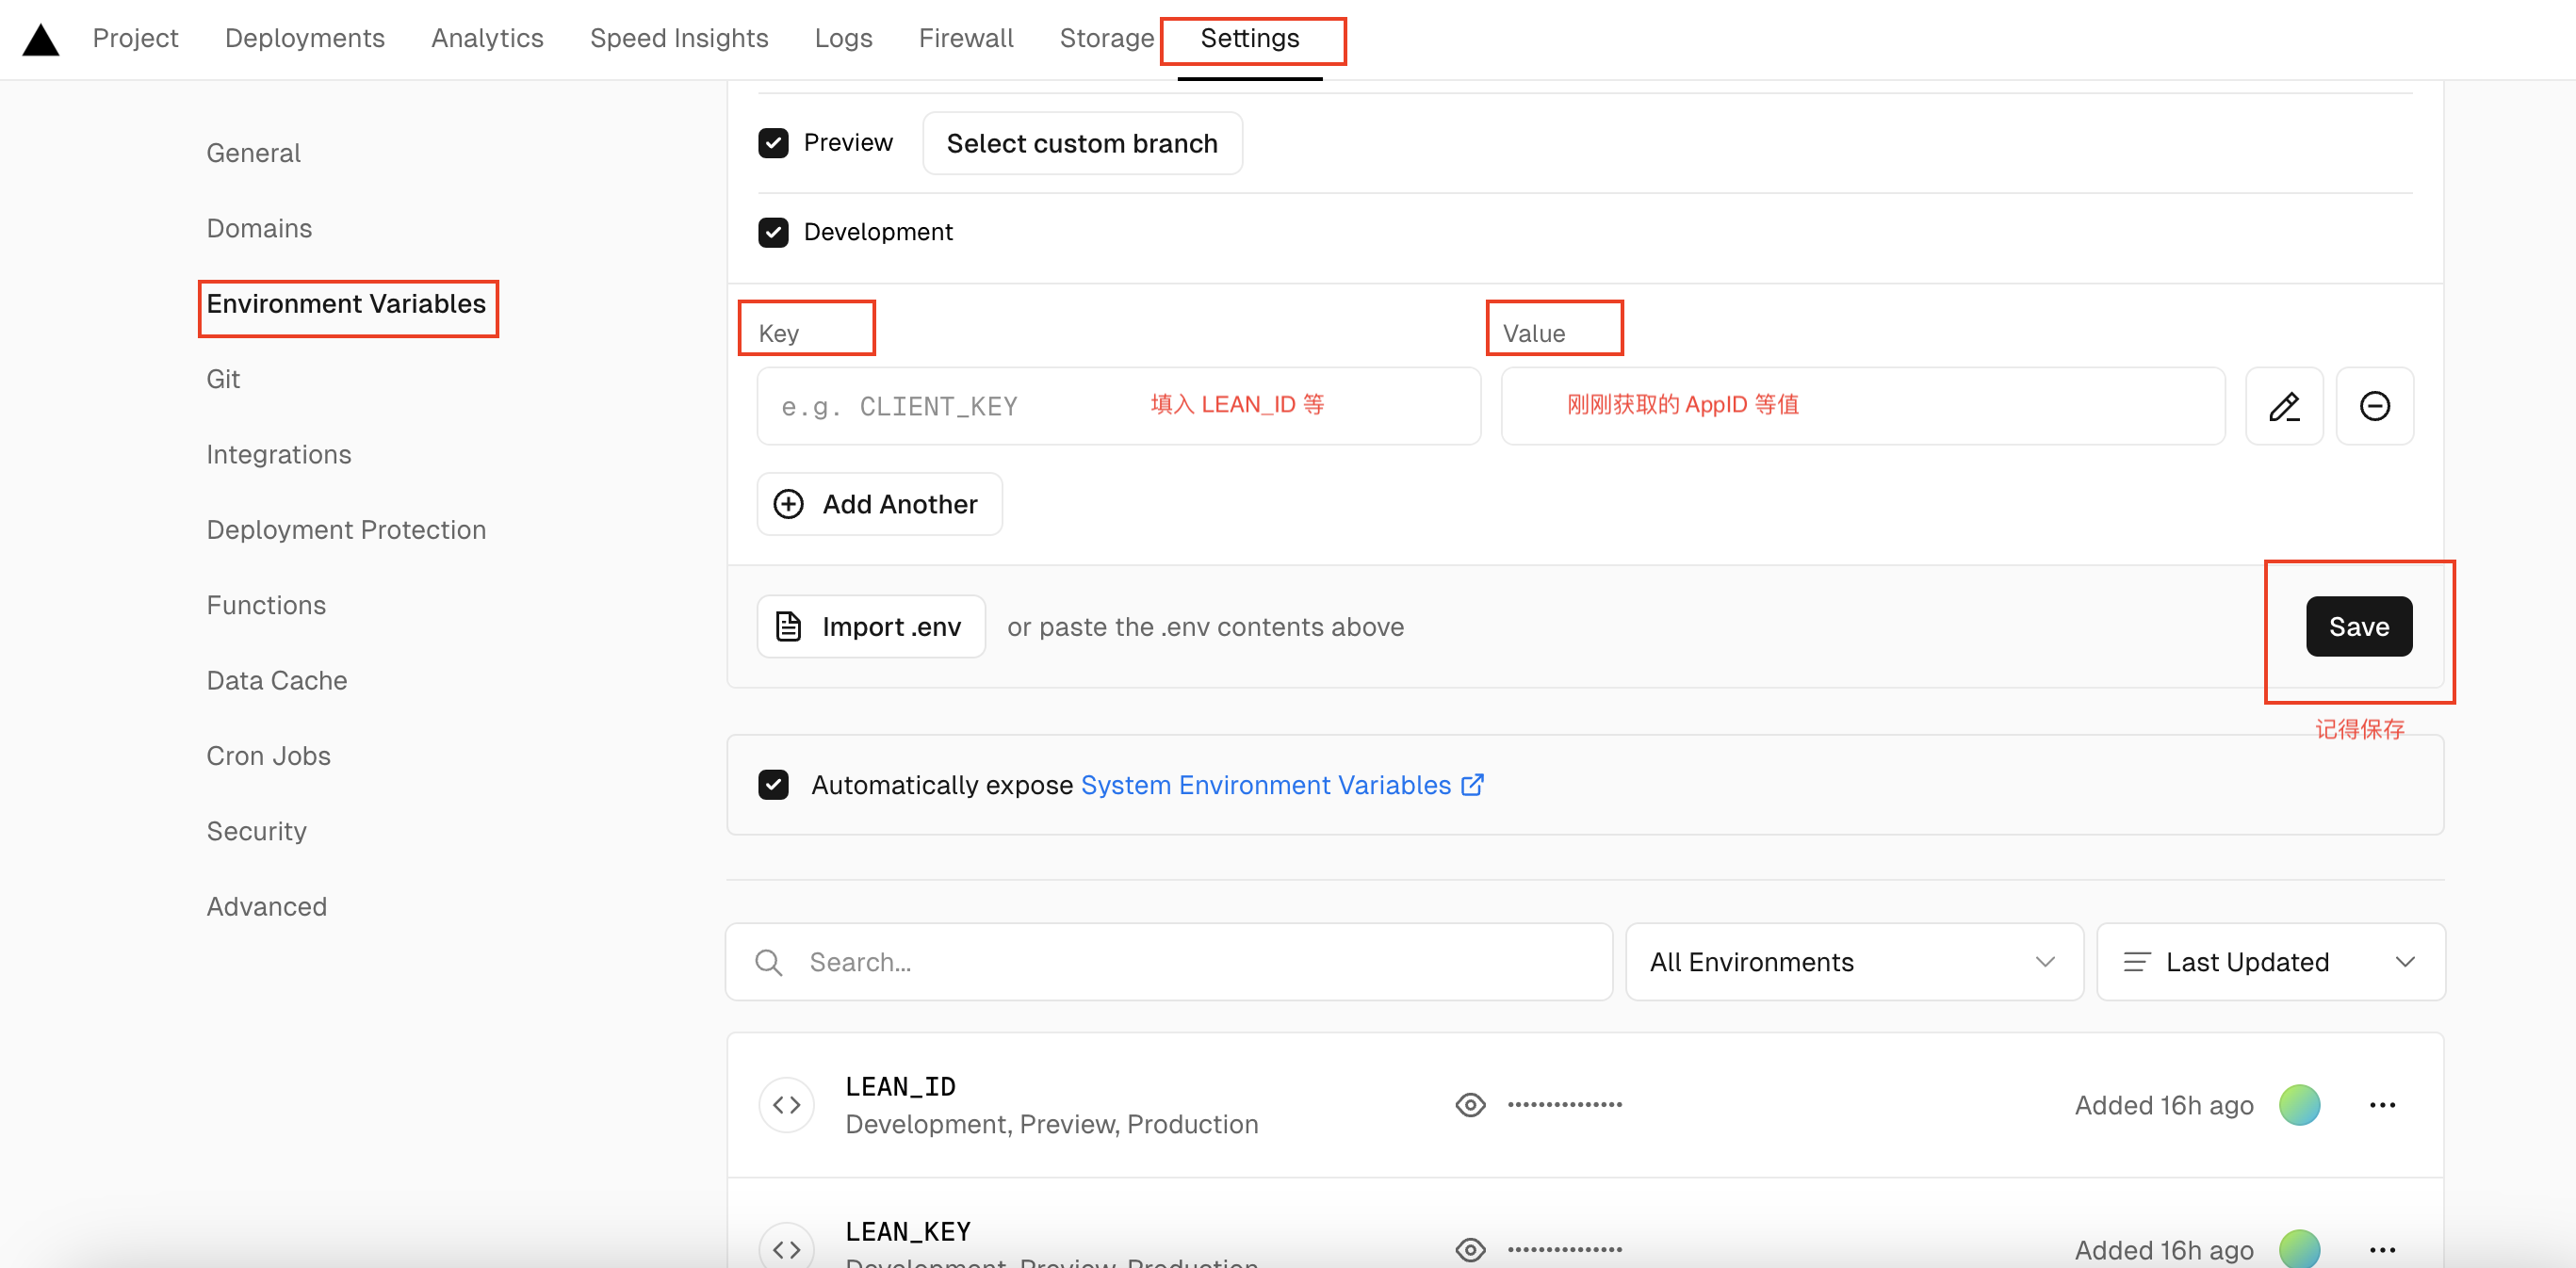 Project Deployments Analytics Speed Insights Logs Firewall Storage Settings
General
Domains
Environment Variables
Git
Integrations
Deployment Protection
Functions
Data Cache
Cron Jobs
Security
Advanced
Preview Select custom branch
Development
Key Value
e.g. CLIENT_KEY 填入 LEAN_ID 等 刚刚获取的 AppID 等值
Add Another
Import .env or paste the .env contents above Save
记得保存
Automatically expose System Environment Variables
Search... All Environments Last Updated
LEAN_ID
Development, Preview, Production
•••••••••••••••
Added 16h ago
LEAN_KEY
Development, Preview, Production
•••••••••••••••
Added 16h ago